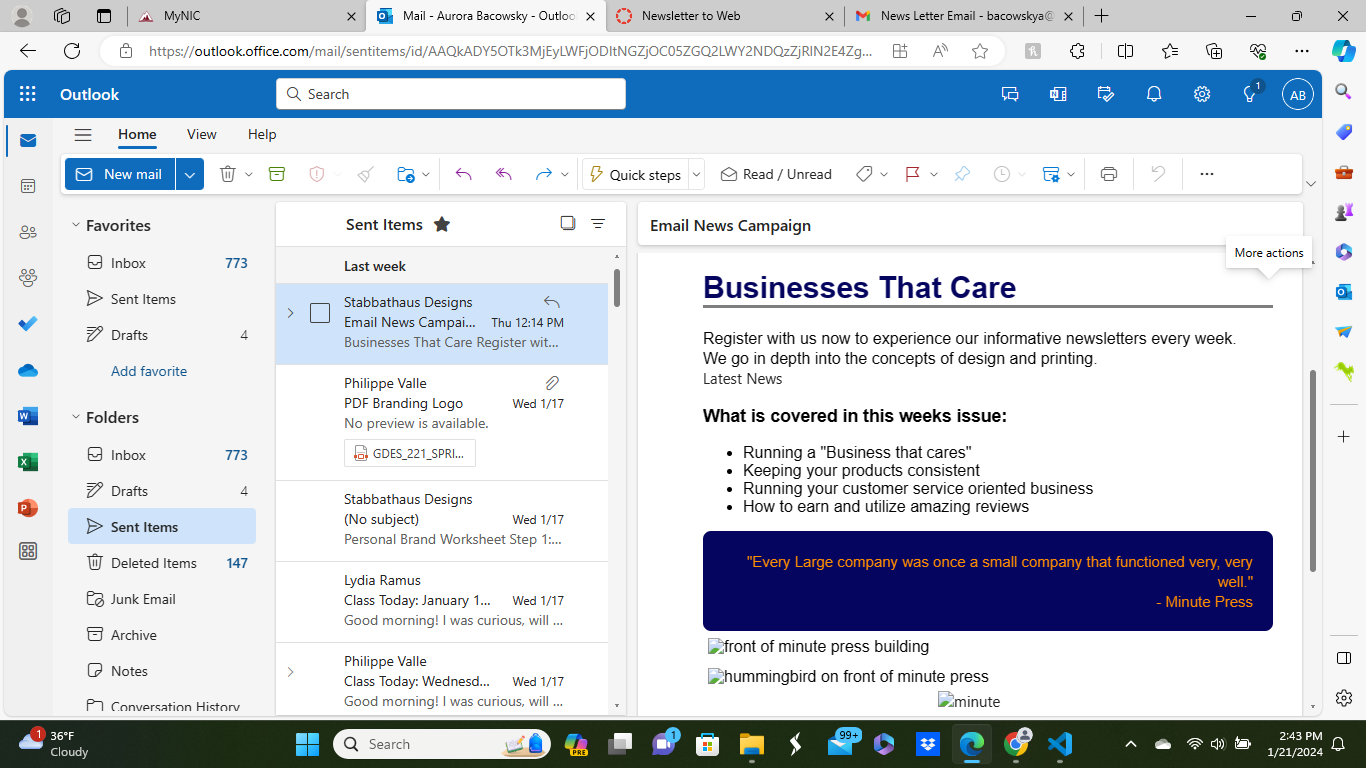 MyNIC
Mail - Aurora Bacowsky - Outloo
Newsletter to Web
News Letter Email - bacowskya@
https://outlook.office.com/mail/sentitems/id/AAQkADY5OTk3MjEyLWFjODItNGZjOC05ZGQ2LWY2NDQzZjRlN2E4Zg...
Outlook
Search
1
AB
Home
View
Help
New mail
Quick steps
Read / Unread
Favorites
Inbox 773
Sent Items
Drafts 4
Add favorite
Folders
Inbox 773
Drafts 4
Sent Items
Deleted Items 147
Junk Email
Archive
Notes
Conversation History
Sent Items
Last week
Stabbathaus Designs
Email News Campai... Thu 12:14 PM
Businesses That Care Register wit...
Philippe Valle
PDF Branding Logo Wed 1/17
No preview is available.
GDES_221_SPRI...
Stabbathaus Designs
(No subject) Wed 1/17
Personal Brand Worksheet Step 1:...
Lydia Ramus
Class Today: January 1... Wed 1/17
Good morning! I was curious, will ...
Philippe Valle
Class Today: Wednesd... Wed 1/17
Good morning! I was curious, will ...
Email News Campaign
More actions
Businesses That Care
Register with us now to experience our informative newsletters every week.
We go in depth into the concepts of design and printing.
Latest News
What is covered in this weeks issue:
• Running a "Business that cares"
• Keeping your products consistent
• Running your customer service oriented business
• How to earn and utilize amazing reviews
"Every Large company was once a small company that functioned very, very
well."
- Minute Press
front of minute press building
hummingbird on front of minute press
minute
1
36°F
Cloudy
Search
PRE
1
99+
2:43 PM
1/21/2024